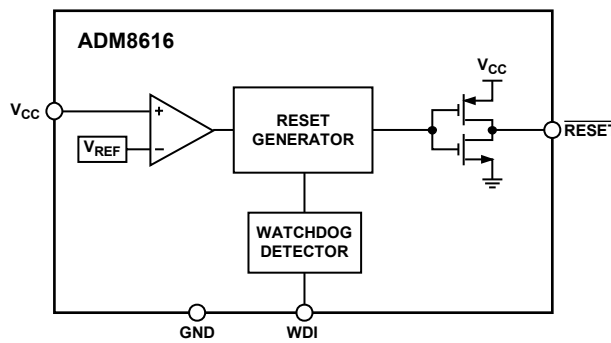 ADM8616
VCC
VCC
+
RESET
GENERATOR
RESET
VREF
−
WATCHDOG
DETECTOR
GND
WDI